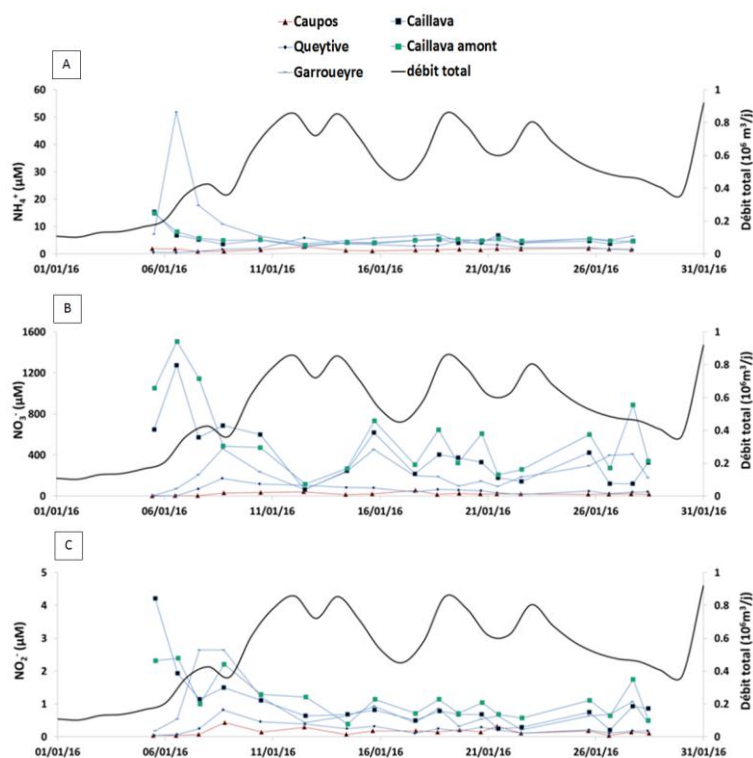 Caupos
Caillava
Queytive
Caillava amont
Garroueyre
débit total
A
60
50
40
30
20
10
0
NH₄⁺ (µM)
1
0.8
0.6
0.4
0.2
0
Débit total (10⁶ m³/j)
01/01/16 06/01/16 11/01/16 16/01/16 21/01/16 26/01/16 31/01/16
B
1600
1200
800
400
0
NO₃⁻ (µM)
1
0.8
0.6
0.4
0.2
0
Débit total (10⁶m³/j)
01/01/16 06/01/16 11/01/16 16/01/16 21/01/16 26/01/16 31/01/16
C
5
4
3
2
1
0
NO₂⁻ (µM)
1
0.8
0.6
0.4
0.2
0
Débit total (10⁶m³/j)
01/01/16 06/01/16 11/01/16 16/01/16 21/01/16 26/01/16 31/01/16